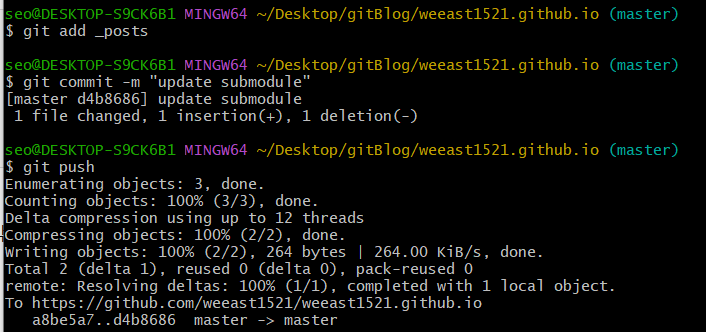 seo@DESKTOP-S9CK6B1 MINGW64 ~/Desktop/gitBlog/weeast1521.github.io (master)
$ git add _posts
seo@DESKTOP-S9CK6B1 MINGW64 ~/Desktop/gitBlog/weeast1521.github.io (master)
$ git commit -m "update submodule"
[master d4b8686] update submodule
1 file changed, 1 insertion(+), 1 deletion(-)
seo@DESKTOP-S9CK6B1 MINGW64 ~/Desktop/gitBlog/weeast1521.github.io (master)
$ git push
Enumerating objects: 3, done.
Counting objects: 100% (3/3), done.
Delta compression using up to 12 threads
Compressing objects: 100% (2/2), done.
Writing objects: 100% (2/2), 264 bytes | 264.00 KiB/s, done.
Total 2 (delta 1), reused 0 (delta 0), pack-reused 0
remote: Resolving deltas: 100% (1/1), completed with 1 local object.
To https://github.com/weeast1521/weeast1521.github.io
a8be5a7..d4b8686  master -> master